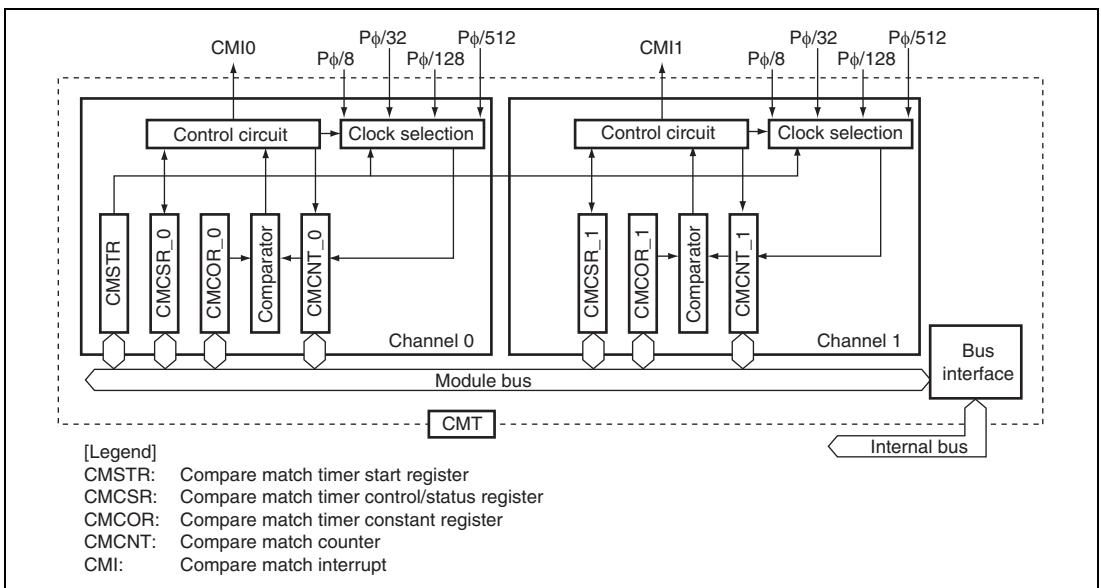 CMI0
Pφ/8
Pφ/32
Pφ/128
Pφ/512
CMI1
Pφ/8
Pφ/32
Pφ/128
Pφ/512
Control circuit
Clock selection
Control circuit
Clock selection
CMSTR
CMCSR_0
CMCOR_0
Comparator
CMCNT_0
Channel 0
CMCSR_1
CMCOR_1
Comparator
CMCNT_1
Channel 1
Bus
interface
Module bus
CMT
Internal bus
[Legend]
CMSTR: Compare match timer start register
CMCSR: Compare match timer control/status register
CMCOR: Compare match timer constant register
CMCNT: Compare match counter
CMI: Compare match interrupt